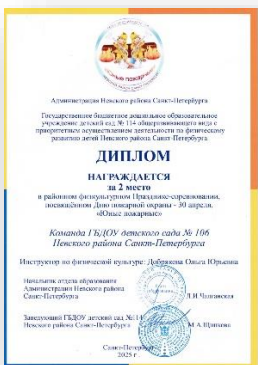 Администрация Невского района Санкт-Петербурга
Государственное бюджетное дошкольное образовательное
учреждение детский сад № 114 общеразвивающего вида с
приоритетным осуществлением деятельности по физическому
развитию детей Невского района Санкт-Петербурга
ДИПЛОМ
НАГРАЖДАЕТСЯ
за 2 место
в районном физкультурном Празднике-соревновании,
посвящённом Дню пожарной охраны - 30 апреля,
«Юные пожарные»
Команда ГБДОУ детского сада № 106
Невского района Санкт-Петербурга
Инструктор по физической культуре: Добрякова Ольга Юрьевна
Начальник отдела образования
Администрации Невского района
Санкт-Петербурга
Заведующий ГБДОУ детский сад №114
Невского района Санкт-Петербурга
М.А.
Санкт-Петербург
2025 г.